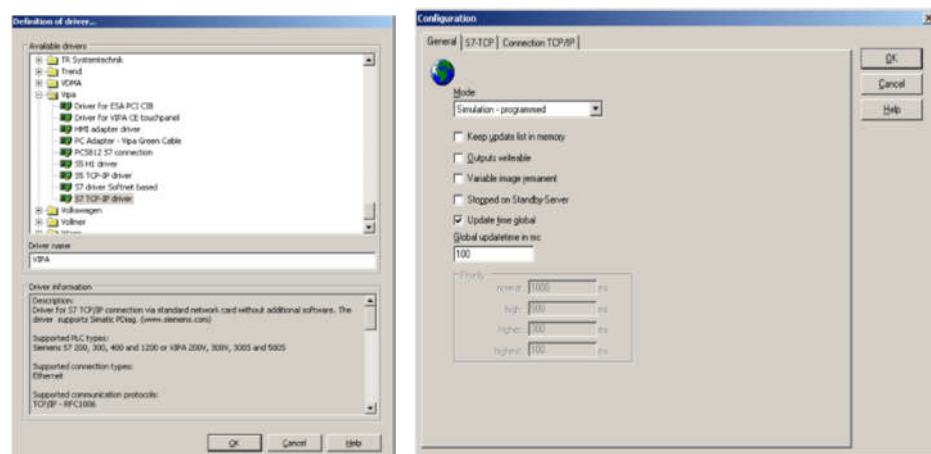 Definition of driver...
Available drivers
TR Systemtechnik
Trend
VDMA
Vipa
Driver for ESA PCI CIB
Driver for VIPA CE touchpanel
HMI adapter driver
PC Adapter - Vipa Green Cable
PC5812 S7 connection
S5 H1 driver
S5 TCP-IP driver
S7 driver Softnet based
S7 TCP-IP driver
Volkswagen
Vollmer
Driver name
VIPA
Driver information
Description:
Driver for S7 TCP/IP connection via standard network card without additional software. The
driver supports Simatic PDiag. (www.siemens.com)
Supported PLC types:
Siemens S7 200, 300, 400 and 1200 or VIPA 200V, 300V, 300S and 500S
Supported connection types:
Ethernet
Supported communication protocols:
TCP/IP - RFC1006
OK
Cancel
Help
Configuration
General
S7-TCP
Connection TCP/IP
OK
Cancel
Help
Mode
Simulation - programmed
Keep update list in memory
Outputs writeable
Variable image remanent
Stopped on Standby-Server
Update time global
Global updatetime in ms:
100
Priority
normal: 1000 ms
high: 500 ms
higher: 300 ms
highest: 100 ms